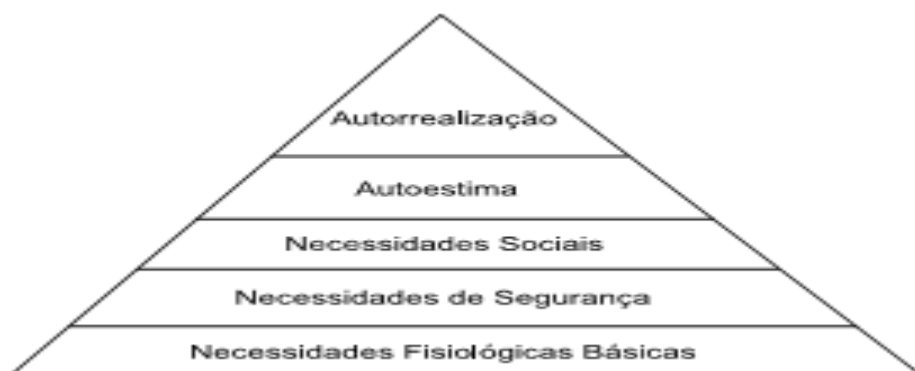 Autorrealização
Autoestima
Necessidades Sociais
Necessidades de Segurança
Necessidades Fisiológicas Básicas